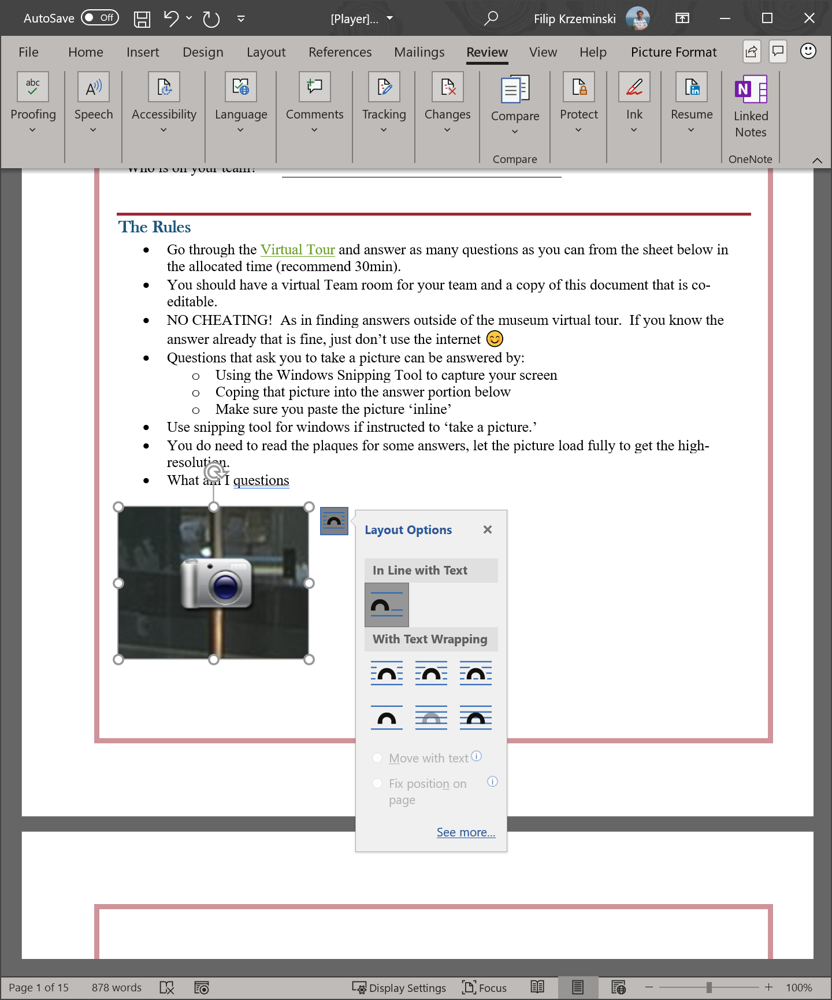 AutoSave Off [Player]... Filip Krzeminski
File Home Insert Design Layout References Mailings Review View Help Picture Format
abc
Proofing Speech Accessibility Language Comments Tracking Changes Compare Protect Ink Resume Linked Notes
Compare OneNote
Who is on your team?
The Rules
• Go through the Virtual Tour and answer as many questions as you can from the sheet below in
the allocated time (recommend 30min).
• You should have a virtual Team room for your team and a copy of this document that is co-
editable.
• NO CHEATING! As in finding answers outside of the museum virtual tour. If you know the
answer already that is fine, just don’t use the internet 😊
• Questions that ask you to take a picture can be answered by:
o Using the Windows Snipping Tool to capture your screen
o Coping that picture into the answer portion below
o Make sure you paste the picture ‘inline’
• Use snipping tool for windows if instructed to ‘take a picture.’
• You do need to read the plaques for some answers, let the picture load fully to get the high-
resolution.
• What am I questions
Layout Options
In Line with Text
With Text Wrapping
Move with text
Fix position on
page
See more...
Page 1 of 15 878 words Display Settings Focus 100%